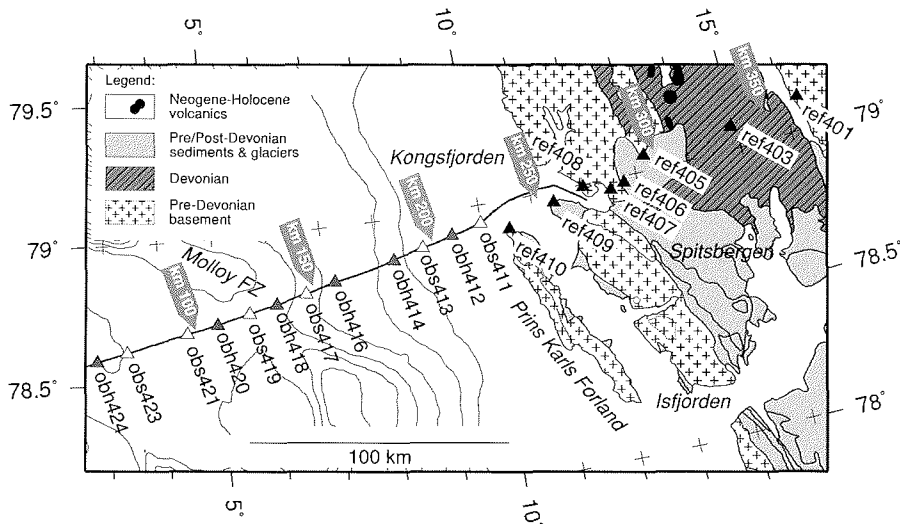 5°
10°
15°
79.5°
79°
78.5°
79°
78.5°
78°
5°
10°
Legend:
Neogene-Holocene
volcanics
Pre/Post-Devonian
sediments & glaciers
Devonian
Pre-Devonian
basement
Kongsfjorden
Molloy FZ
Spitsbergen
Prins Karls Forland
Isfjorden
km 100
km 150
km 200
km 250
km 300
km 350
obh424
obs423
obs421
obh420
obs419
obh418
obs417
obh416
obh414
obs413
obh412
obs411
ref410
ref409
ref408
ref407
ref406
ref405
ref403
ref401
100 km